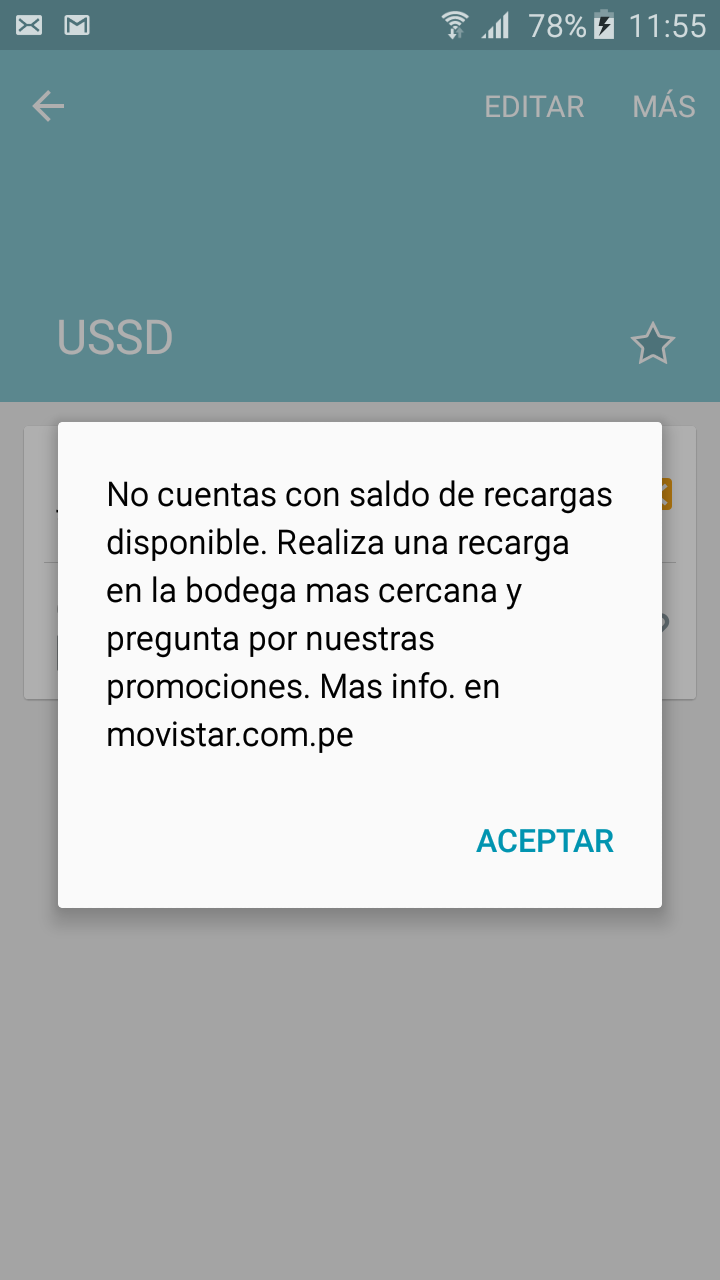 78% 11:55
EDITAR MÁS
USSD
No cuentas con saldo de recargas
disponible. Realiza una recarga
en la bodega mas cercana y
pregunta por nuestras
promociones. Mas info. en
movistar.com.pe
ACEPTAR